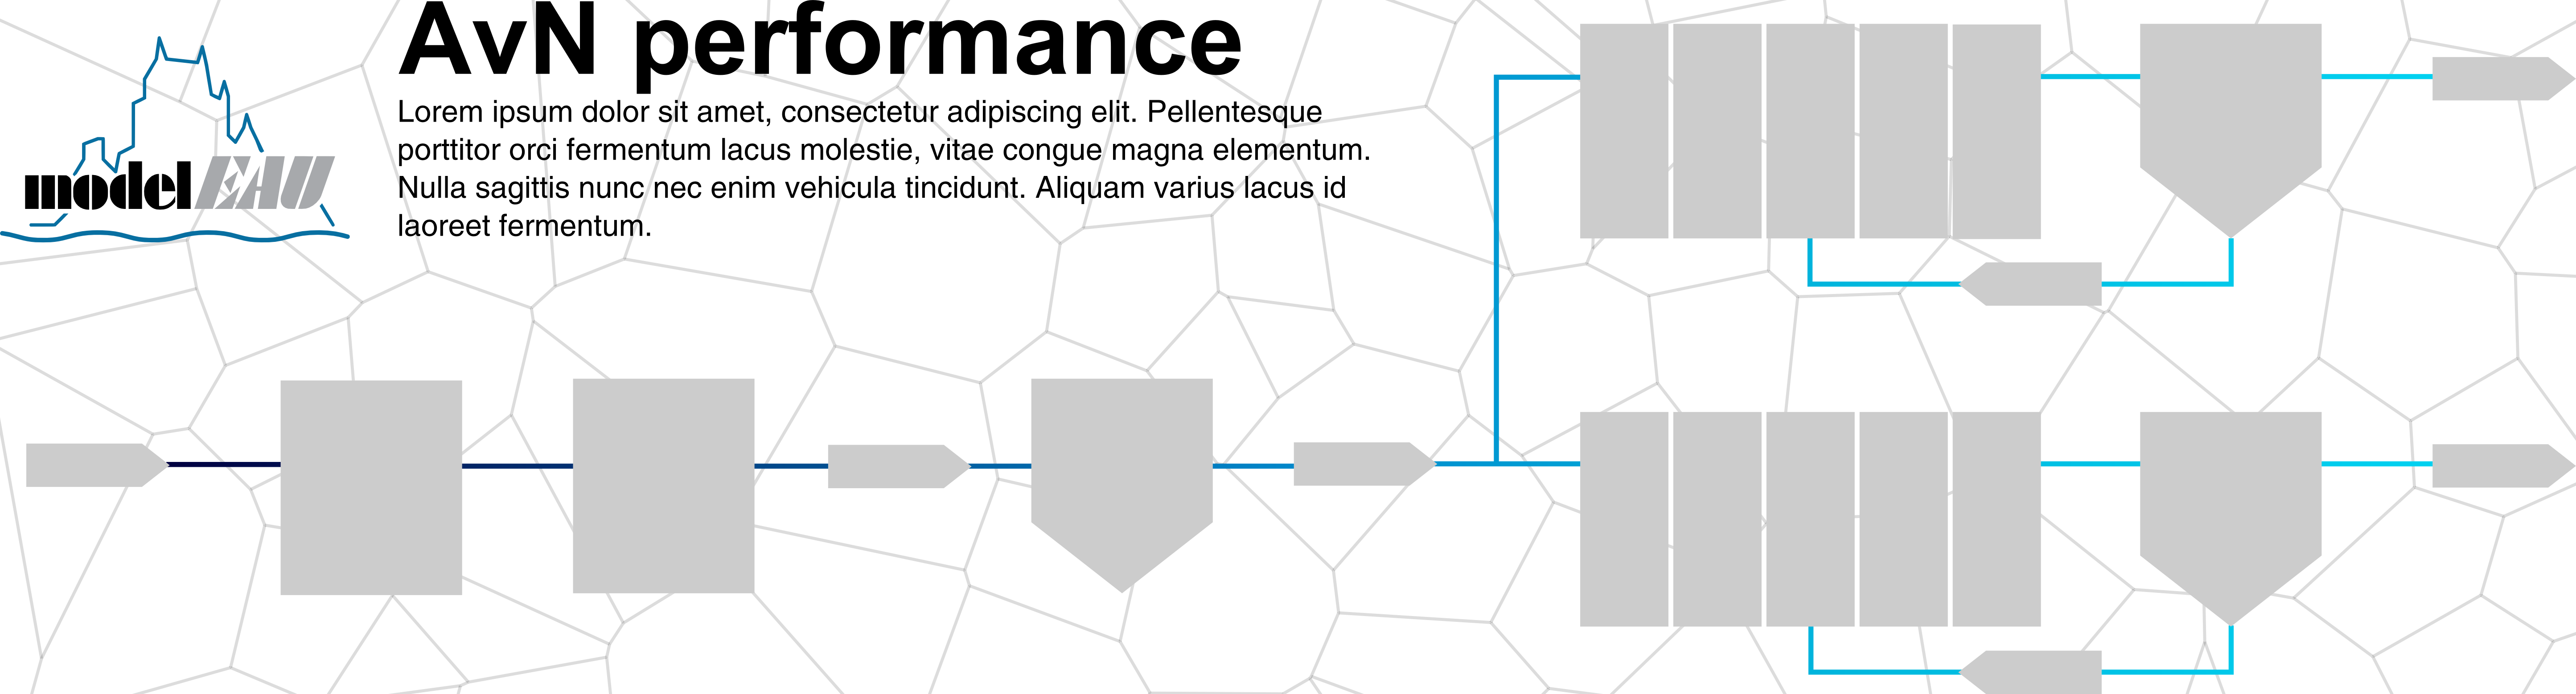 AvN performance
Lorem ipsum dolor sit amet, consectetur adipiscing elit. Pellentesque
porttitor orci fermentum lacus molestie, vitae congue magna elementum.
Nulla sagittis nunc nec enim vehicula tincidunt. Aliquam varius lacus id
laoreet fermentum.
modelEAU